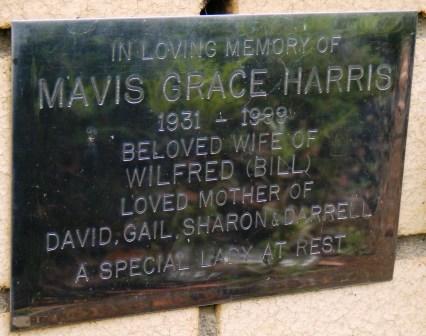 IN LOVING MEMORY OF
MAVIS GRACE HARRIS
1931 - 1999
BELOVED WIFE OF
WILFRED (BILL)
LOVED MOTHER OF
DAVID, GAIL, SHARON & DARRELL
A SPECIAL LADY AT REST